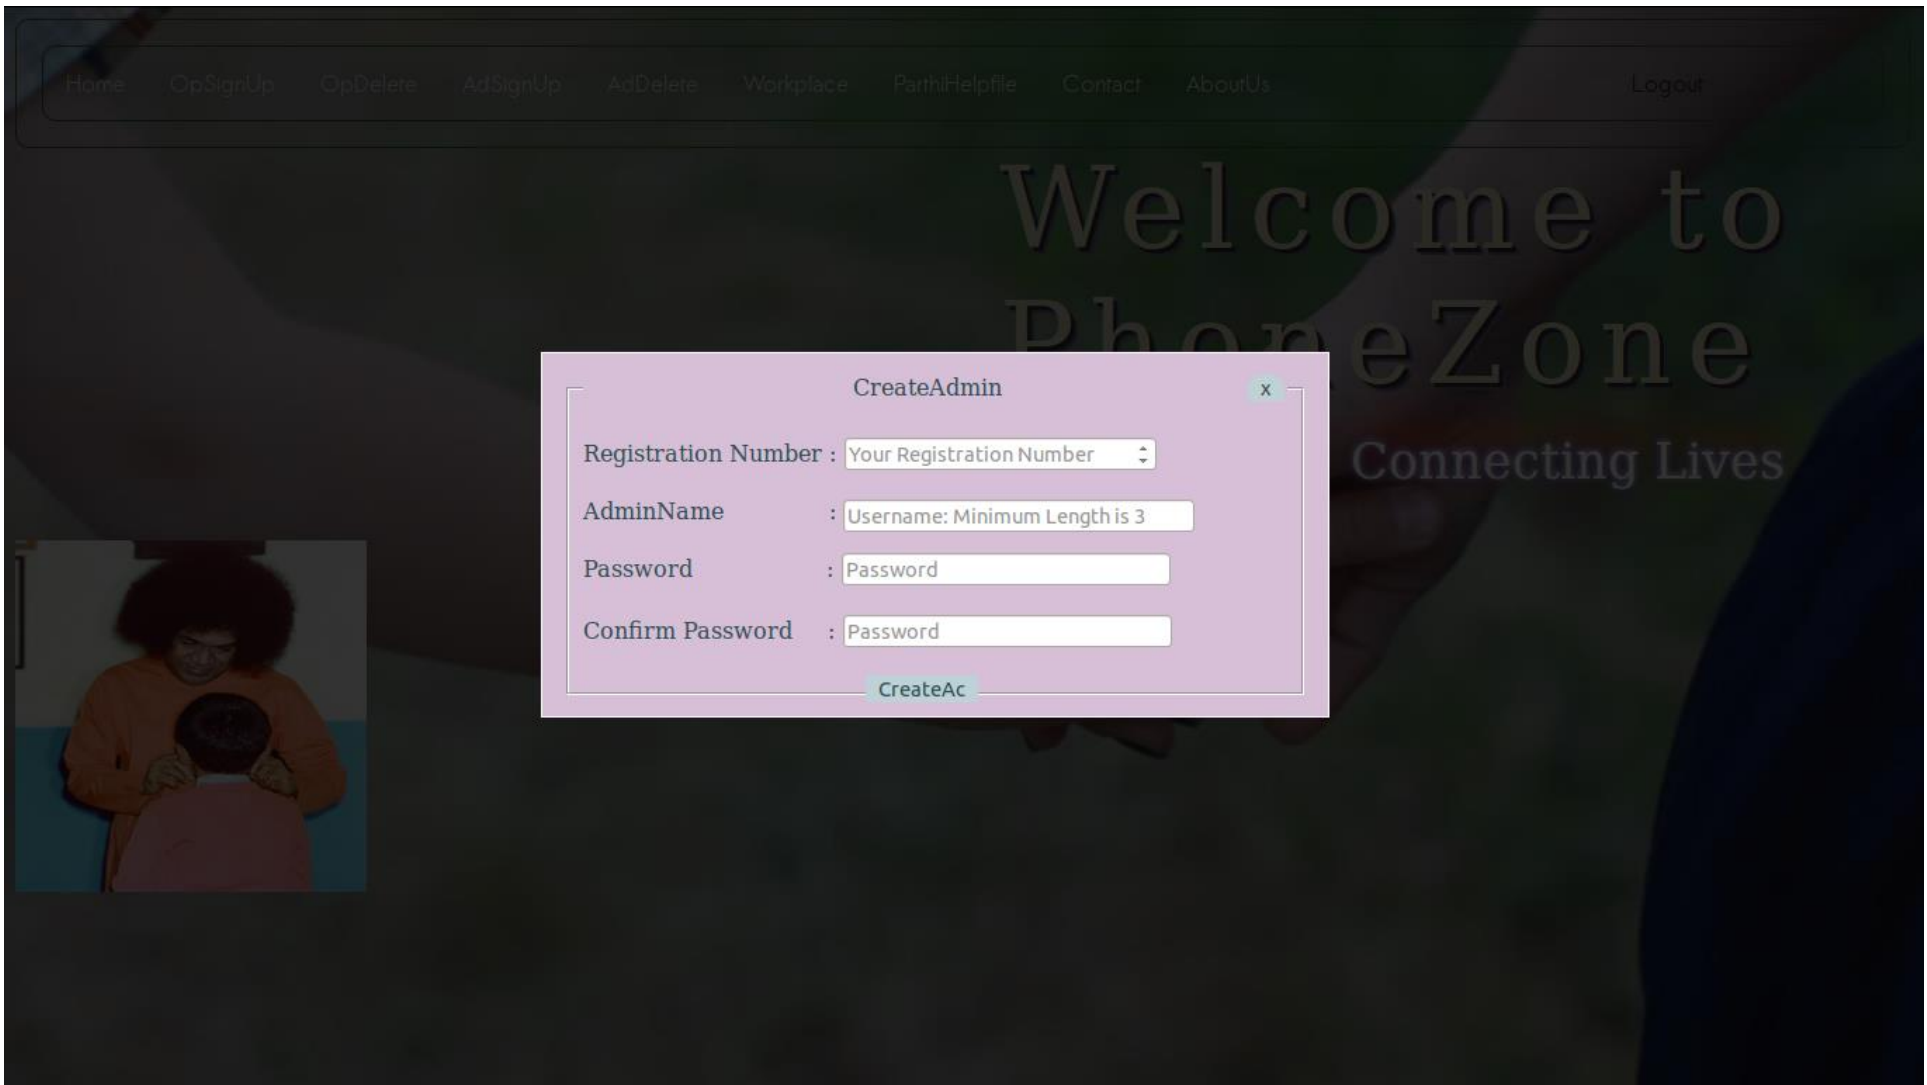 Home OpSignUp OpDelete AdSignUp AdDelete Workplace ParthiHelpfile Contact AboutUs Logout
Welcome to
PhoneZone
Connecting Lives
CreateAdmin x
Registration Number : Your Registration Number
AdminName : Username: Minimum Length is 3
Password : Password
Confirm Password : Password
CreateAc